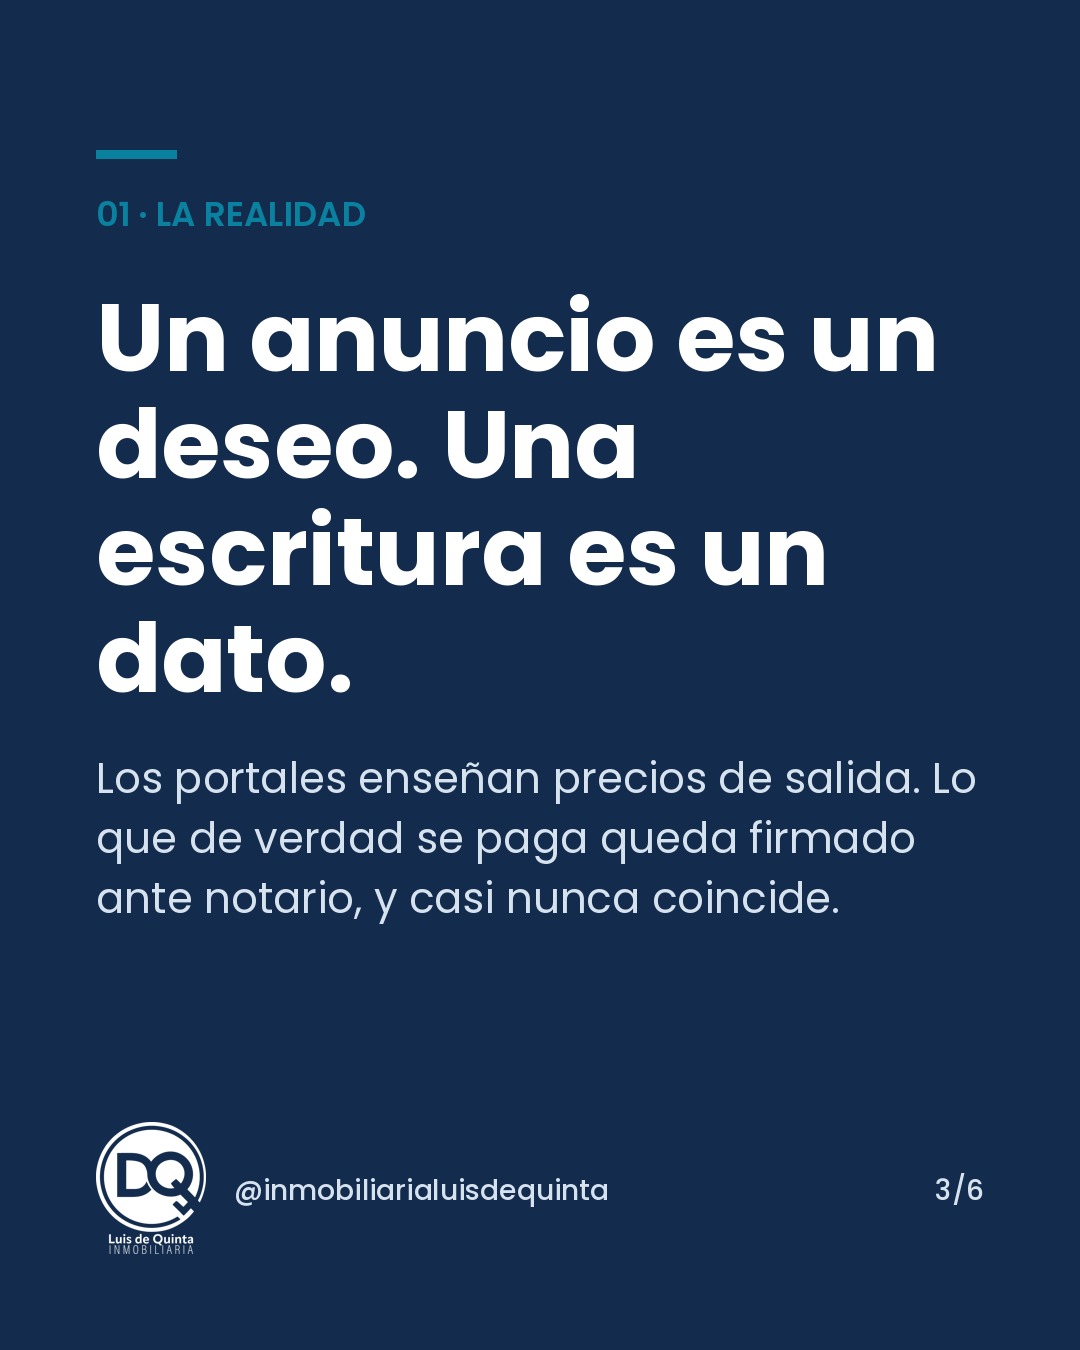 01 · LA REALIDAD
Un anuncio es un
deseo. Una
escritura es un
dato.
Los portales enseñan precios de salida. Lo
que de verdad se paga queda firmado
ante notario, y casi nunca coincide.
DQ
Luis de Quinta
INMOBILIARIA
@inmobiliarialuisdequinta
3/6